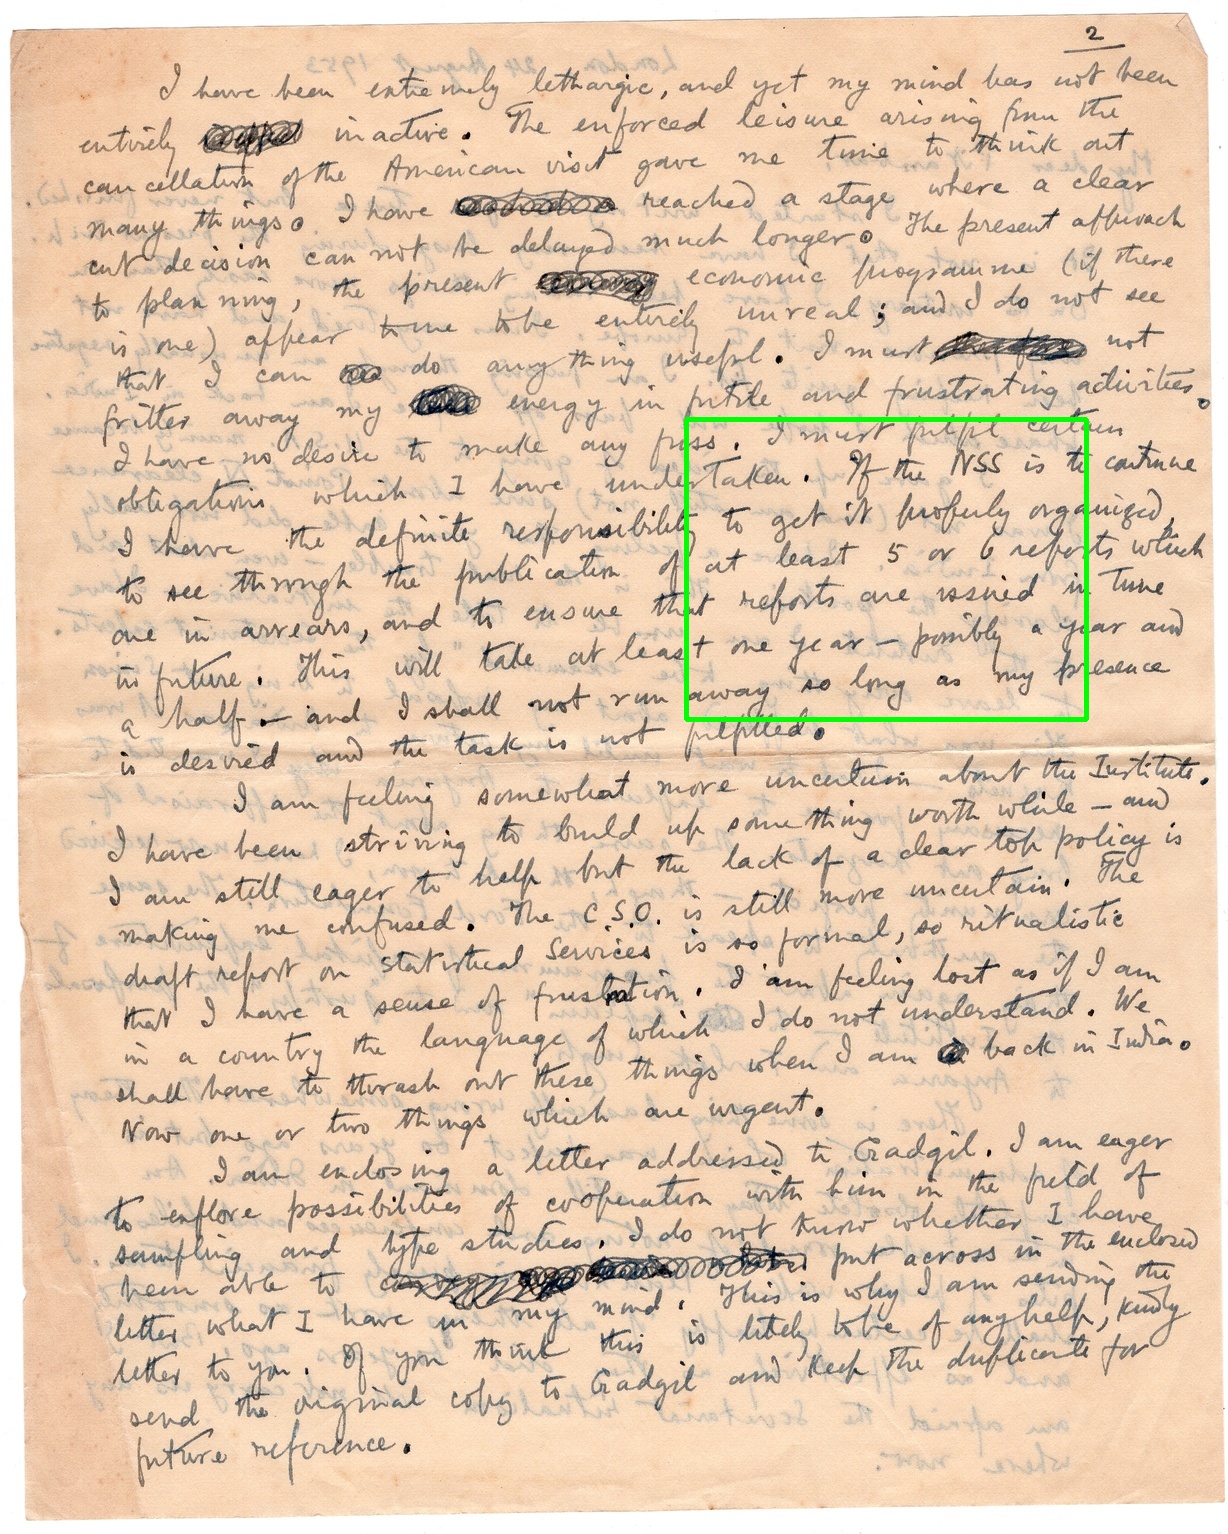 2
I have been extremely lethargic, and yet my mind has not been
entirely inactive. The enforced leisure arising from the
cancellation of the American visit gave me time to think out
many things. I have reached a stage where a clear
cut decision can not be delayed much longer. The present approach
to planning, the present economic programme (if there
is one) appear to me to be entirely unreal; and I do not see
that I can do anything useful. I must not
fritter away my energy in futile and frustrating activities.
I have no desire to make any fuss. I must fulfil certain
obligations which I have undertaken. If the NSS is to continue
I have the definite responsibility to get it properly organized,
to see through the publication of at least 5 or 6 reports which
are in arrears, and to ensure that reports are issued in time
in future. This will take at least one year — possibly a year and
a half — and I shall not run away so long as my presence
is desired and the task is not fulfilled.
I am feeling somewhat more uncertain about the Institute.
I have been striving to build up something worth while — and
I am still eager to help but the lack of a clear top policy is
making me confused. The C.S.O. is still more uncertain. The
draft report on Statistical Services is so formal, so ritualistic
that I have a sense of frustration. I am feeling lost as if I am
in a country the language of which I do not understand. We
shall have to thrash out these things when I am back in India.
Now one or two things which are urgent.
I am enclosing a letter addressed to Gadgil. I am eager
to explore possibilities of cooperation with him in the field of
sampling and type studies. I do not know whether I have
been able to put across in the enclosed
letter what I have in my mind. This is why I am sending the
letter to you. If you think this is likely to be of any help, kindly
send the original copy to Gadgil and keep the duplicate for
future reference.